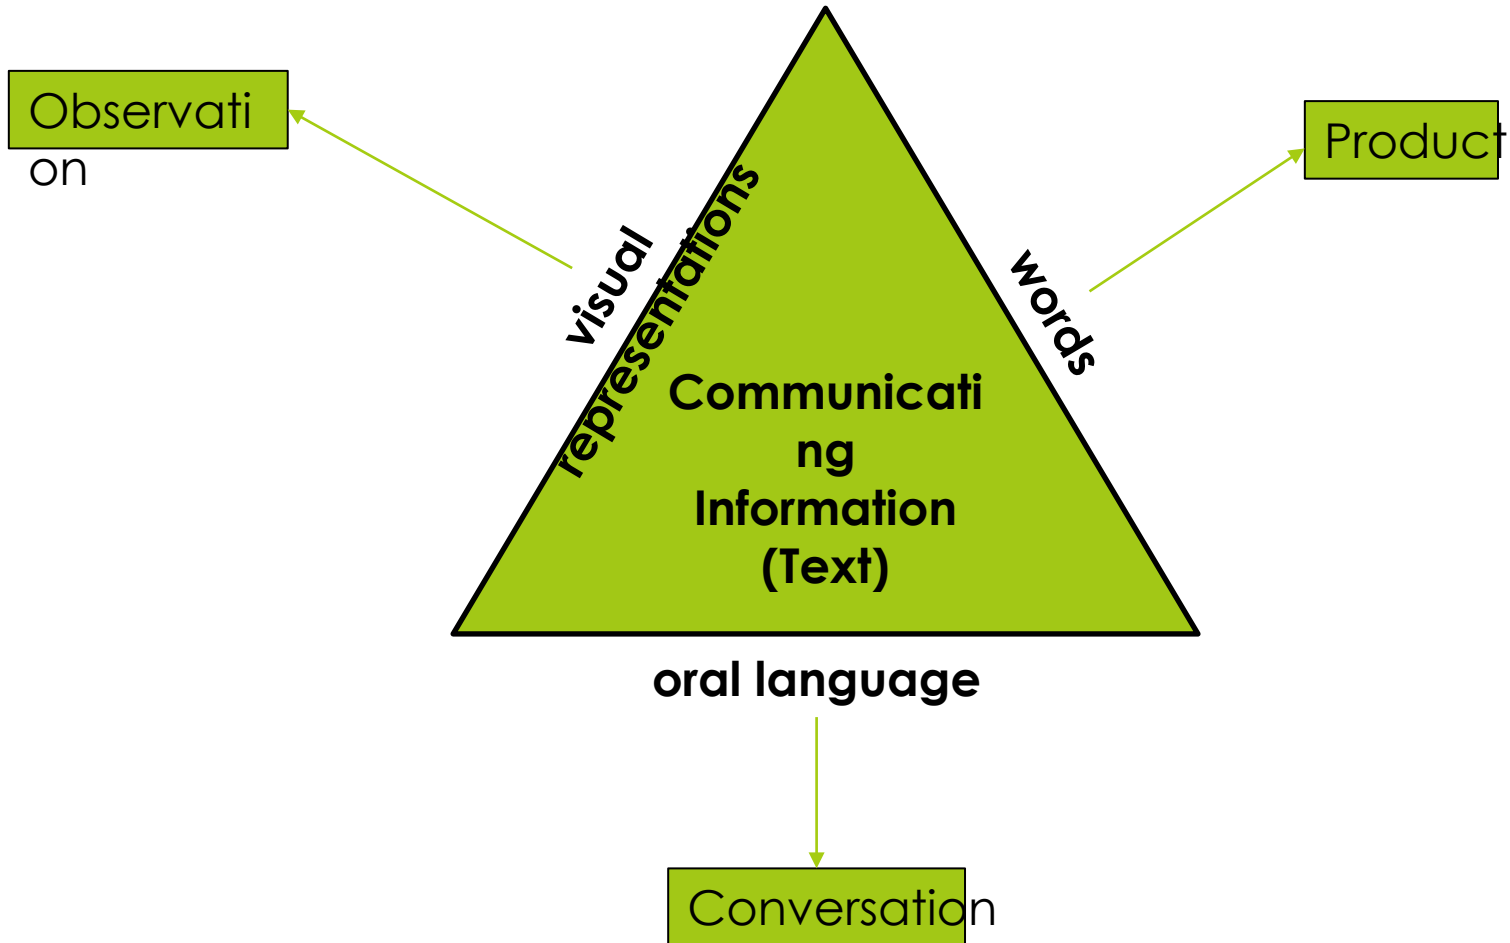 Observati
on
Product
visual
representations
words
Communicati
ng
Information
(Text)
oral language
Conversation